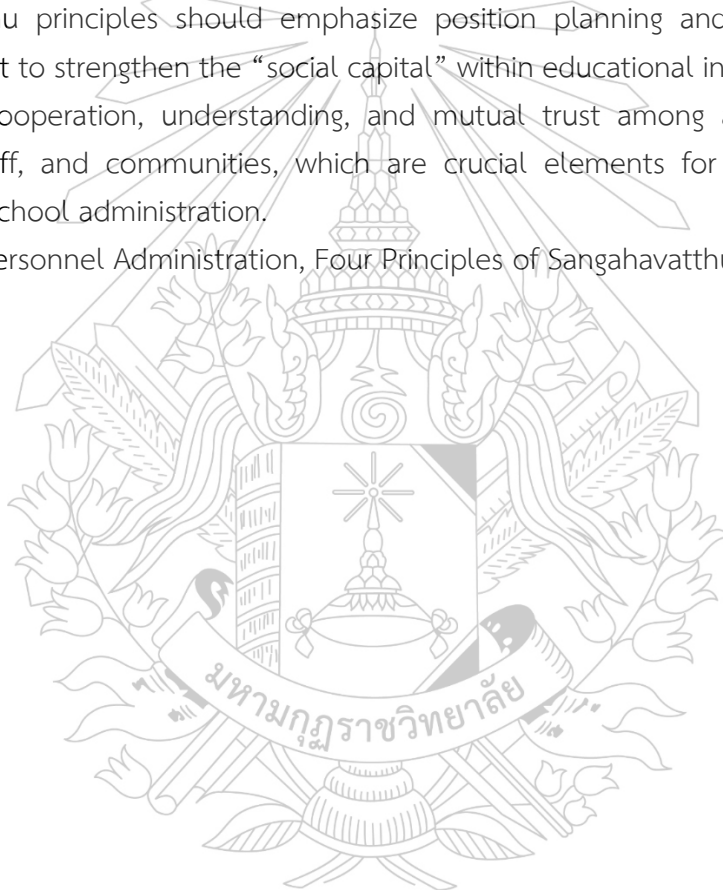 u principles should emphasize position planning and
t to strengthen the “social capital” within educational in
ooperation, understanding, and mutual trust among a
ff, and communities, which are crucial elements for
chool administration.
ersonnel Administration, Four Principles of Sangahavatthu
มหามกุฏราชวิทยาลัย